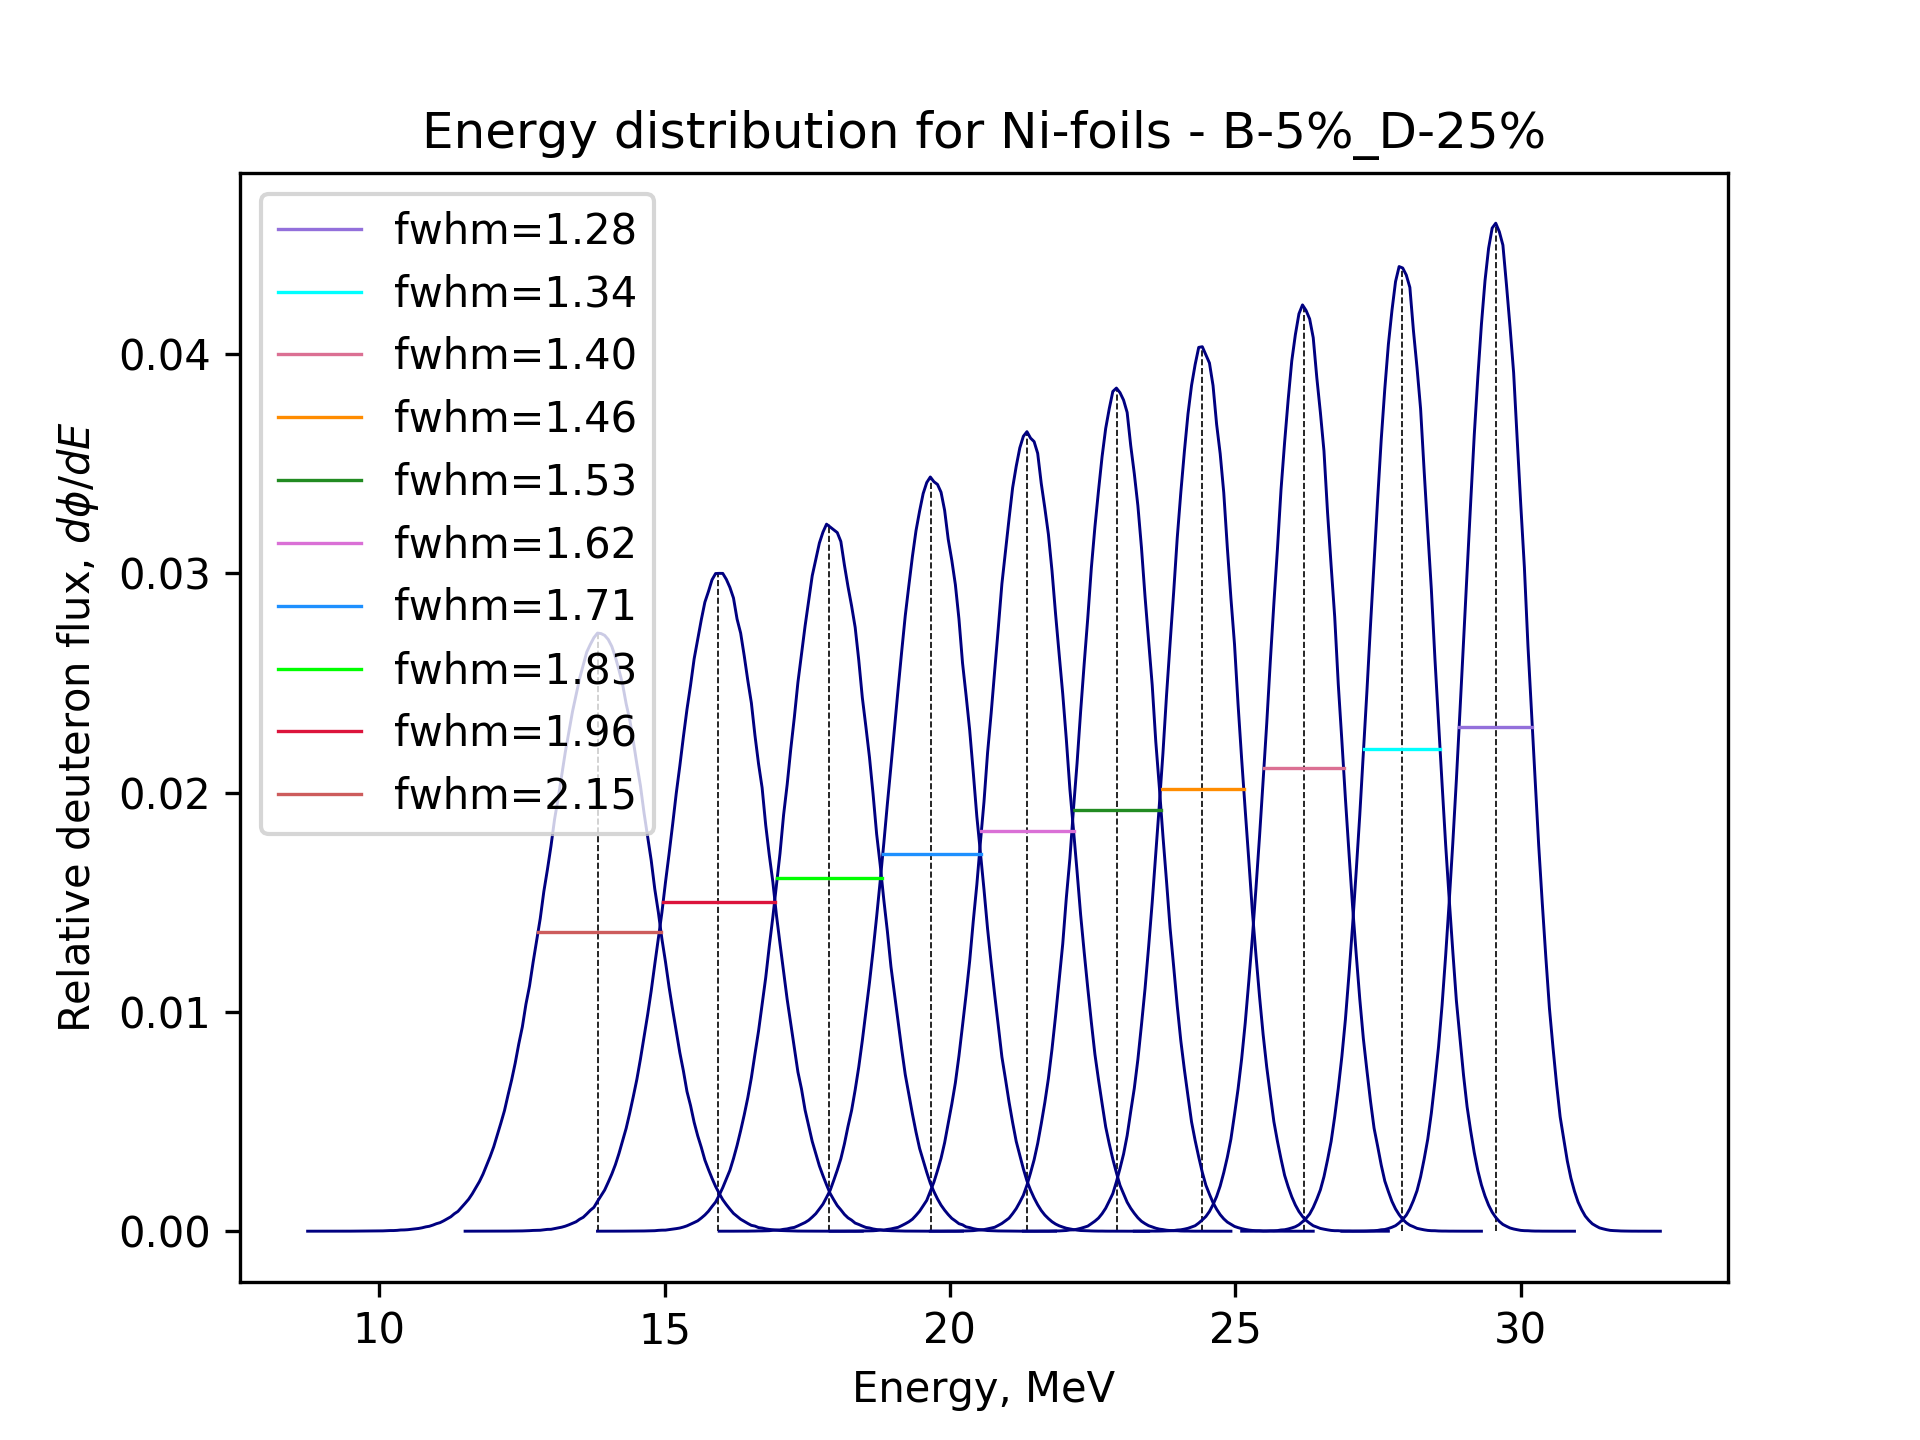 Energy distribution for Ni-foils - B-5%_D-25%
fwhm=1.28
fwhm=1.34
fwhm=1.40
fwhm=1.46
fwhm=1.53
fwhm=1.62
fwhm=1.71
fwhm=1.83
fwhm=1.96
fwhm=2.15
Relative deuteron flux, dϕ/dE
0.04
0.03
0.02
0.01
0.00
10 15 20 25 30
Energy, MeV